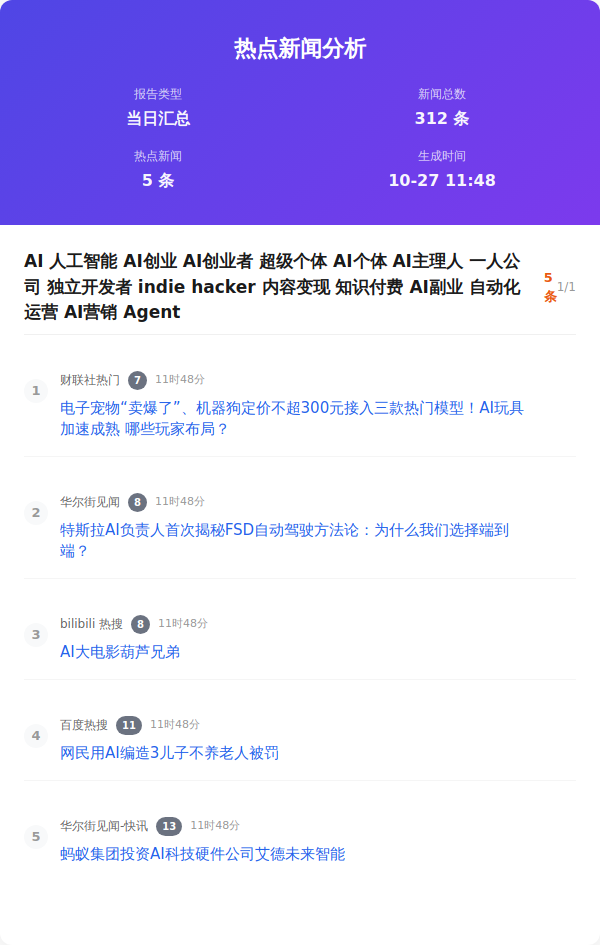 热点新闻分析
报告类型
新闻总数
当日汇总
312 条
热点新闻
生成时间
5 条
10-27 11:48
AI 人工智能 AI创业 AI创业者 超级个体 AI个体 AI主理人 一人公
司 独立开发者 indie hacker 内容变现 知识付费 AI副业 自动化
运营 AI营销 Agent
5
条
1/1
1
财联社热门 7 11时48分
电子宠物“卖爆了”、机器狗定价不超300元接入三款热门模型！AI玩具
加速成熟 哪些玩家布局？
2
华尔街见闻 8 11时48分
特斯拉AI负责人首次揭秘FSD自动驾驶方法论：为什么我们选择端到
端？
3
bilibili 热搜 8 11时48分
AI大电影葫芦兄弟
4
百度热搜 11 11时48分
网民用AI编造3儿子不养老人被罚
5
华尔街见闻-快讯 13 11时48分
蚂蚁集团投资AI科技硬件公司艾德未来智能